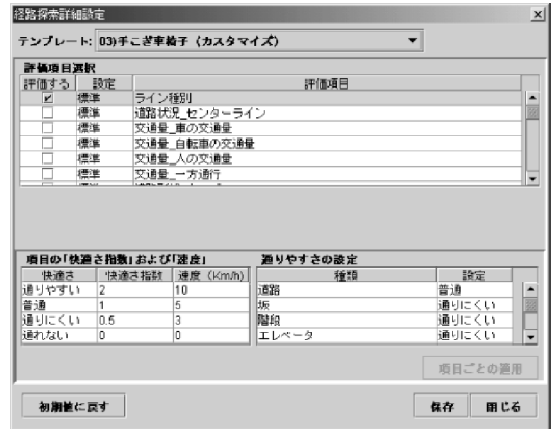 経路探索詳細設定
テンプレート: 03)手こぎ車椅子（カスタマイズ）
評価項目選択
評価する 設定 評価項目
標準 ライン種別
標準 道路状況_センターライン
標準 交通量_車の交通量
標準 交通量_自転車の交通量
標準 交通量_人の交通量
標準 交通量_一方通行
項目の「快適さ指数」および「速度」 通りやすさの設定
快適さ 快適さ指数 速度（Km/h） 種類 設定
通りやすい 2 10 道路 普通
普通 1 5 坂 通りにくい
通りにくい 0.5 3 階段 通りにくい
通れない 0 0 エレベータ 通りにくい
項目ごとの適用
初期値に戻す 保存 閉じる